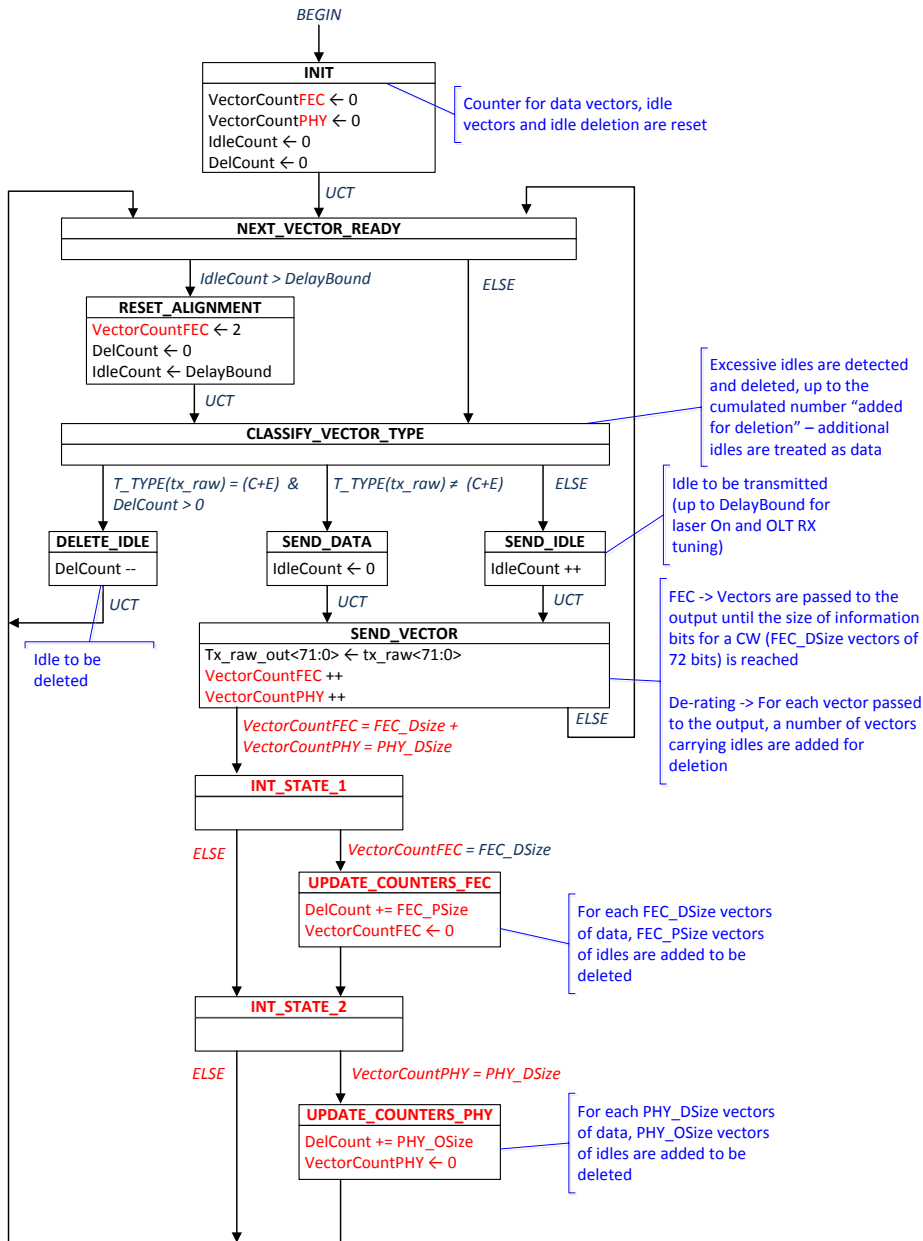 BEGIN
INIT
VectorCountFEC ← 0
VectorCountPHY ← 0
IdleCount ← 0
DelCount ← 0
Counter for data vectors, idle
vectors and idle deletion are reset
UCT
NEXT_VECTOR_READY
IdleCount > DelayBound
ELSE
RESET_ALIGNMENT
VectorCountFEC ← 2
DelCount ← 0
IdleCount ← DelayBound
UCT
Excessive idles are detected
and deleted, up to the
cumulated number “added
for deletion” – additional
idles are treated as data
CLASSIFY_VECTOR_TYPE
T_TYPE(tx_raw) = (C+E) &
DelCount > 0
T_TYPE(tx_raw) ≠ (C+E)
ELSE
Idle to be transmitted
(up to DelayBound for
laser On and OLT RX
tuning)
DELETE_IDLE
DelCount --
SEND_DATA
IdleCount ← 0
SEND_IDLE
IdleCount ++
UCT
UCT
UCT
Idle to be
deleted
SEND_VECTOR
Tx_raw_out<71:0> ← tx_raw<71:0>
VectorCountFEC ++
VectorCountPHY ++
FEC -> Vectors are passed to the
output until the size of information
bits for a CW (FEC_DSize vectors of
72 bits) is reached
De-rating -> For each vector passed
to the output, a number of vectors
carrying idles are added for
deletion
ELSE
VectorCountFEC = FEC_Dsize +
VectorCountPHY = PHY_DSize
INT_STATE_1
ELSE
VectorCountFEC = FEC_DSize
UPDATE_COUNTERS_FEC
DelCount += FEC_PSize
VectorCountFEC ← 0
For each FEC_DSize vectors
of data, FEC_PSize vectors
of idles are added to be
deleted
INT_STATE_2
ELSE
VectorCountPHY = PHY_DSize
UPDATE_COUNTERS_PHY
DelCount += PHY_OSize
VectorCountPHY ← 0
For each PHY_DSize vectors
of data, PHY_OSize vectors
of idles are added to be
deleted